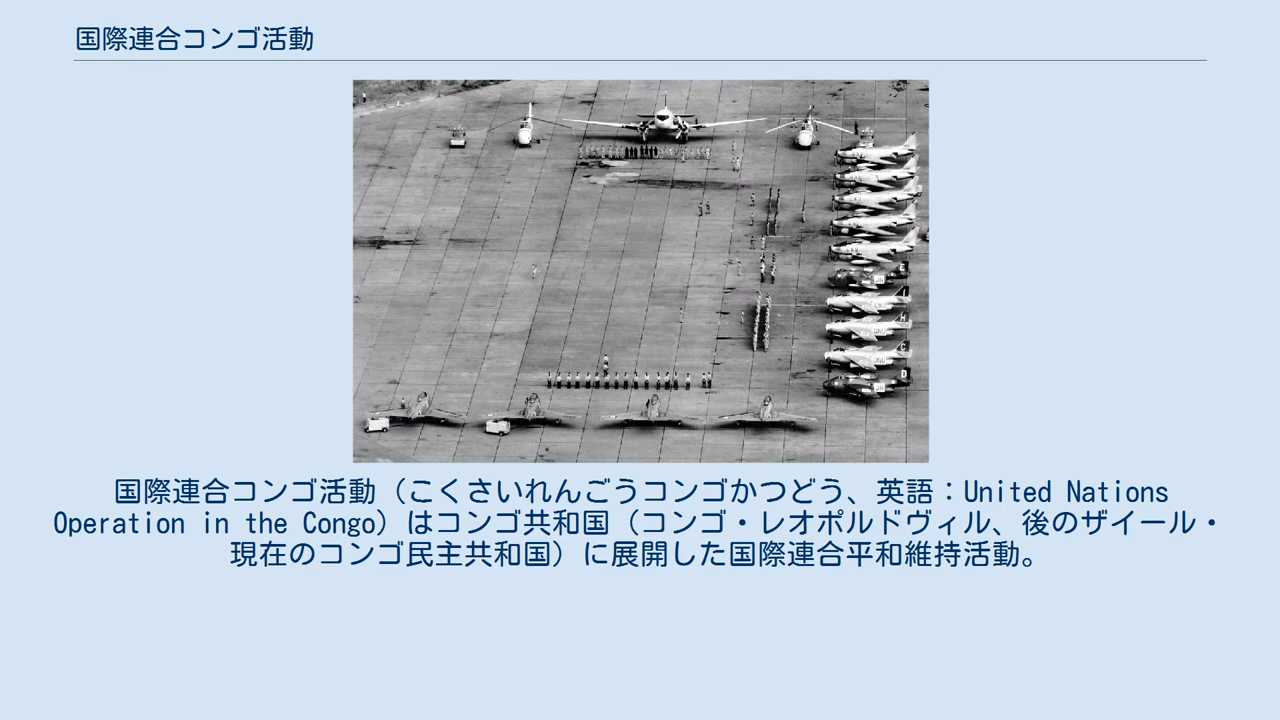 国際連合コンゴ活動
国際連合コンゴ活動（こくさいれんごうコンゴかつどう、英語：United Nations
Operation in the Congo）はコンゴ共和国（コンゴ・レオポルドヴィル、後のザイール・
現在のコンゴ民主共和国）に展開した国際連合平和維持活動。